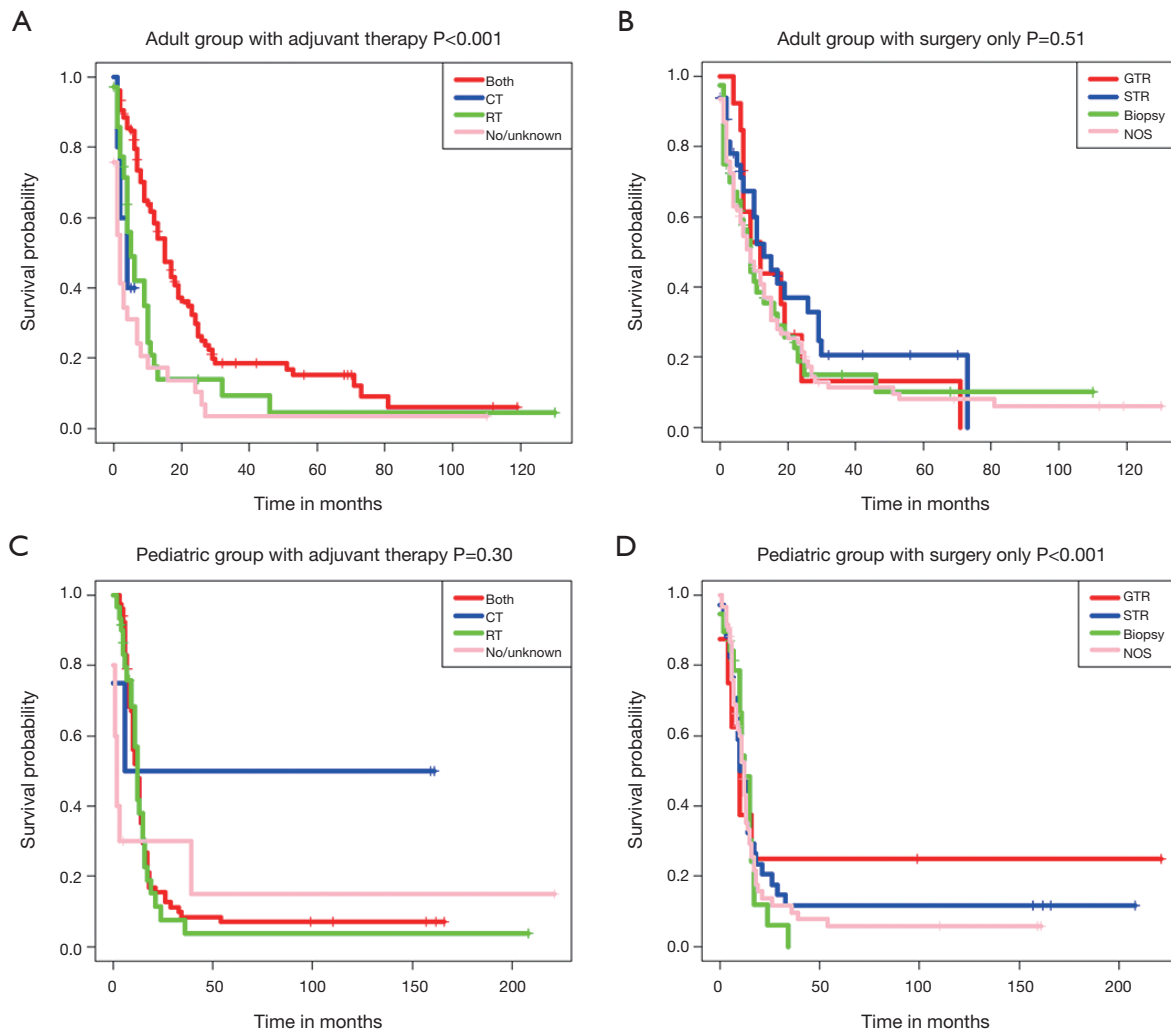 A
Adult group with adjuvant therapy P<0.001
Survival probability
1.0
0.8
0.6
0.4
0.2
0.0
Both
CT
RT
No/unknown
0 20 40 60 80 100 120
Time in months
B
Adult group with surgery only P=0.51
Survival probability
1.0
0.8
0.6
0.4
0.2
0.0
GTR
STR
Biopsy
NOS
0 20 40 60 80 100 120
Time in months
C
Pediatric group with adjuvant therapy P=0.30
Survival probability
1.0
0.8
0.6
0.4
0.2
0.0
Both
CT
RT
No/unknown
0 50 100 150 200
Time in months
D
Pediatric group with surgery only P<0.001
Survival probability
1.0
0.8
0.6
0.4
0.2
0.0
GTR
STR
Biopsy
NOS
0 50 100 150 200
Time in months